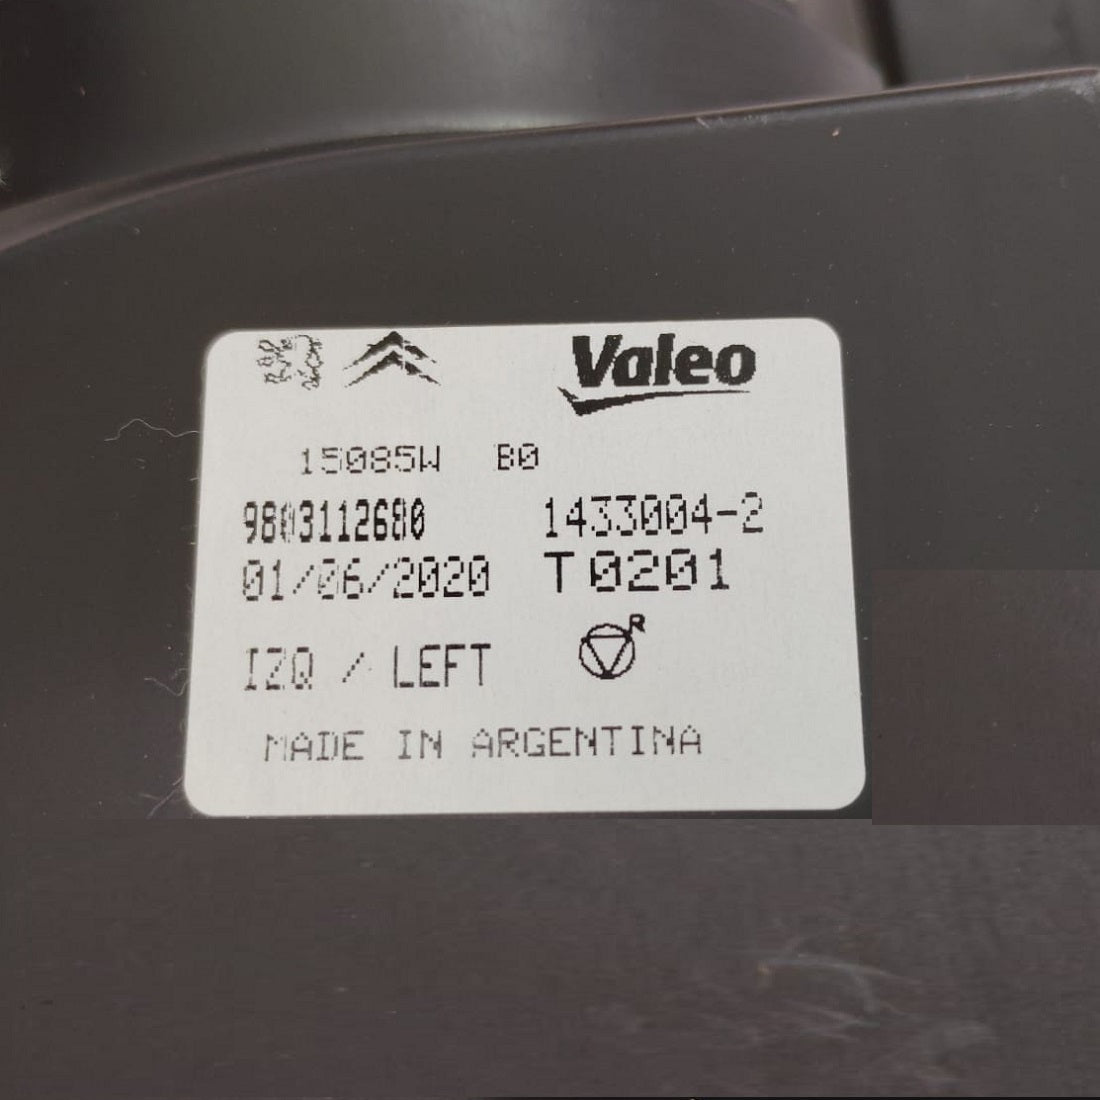 Valeo
15085W B0
9803112680 1433004-2
01/06/2020 T0201
IZQ / LEFT
R
MADE IN ARGENTINA